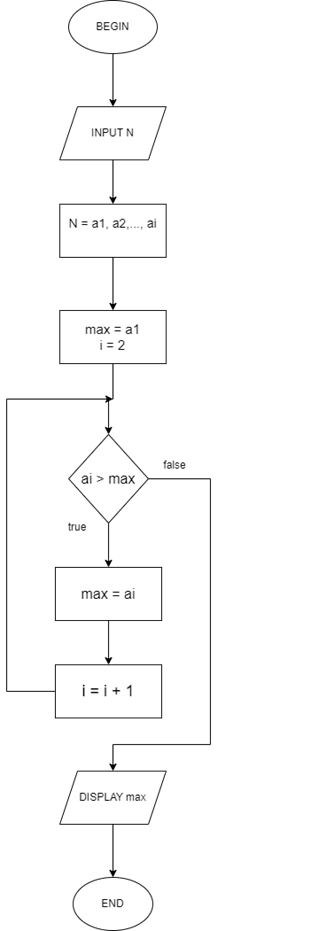 BEGIN
INPUT N
N = a1, a2,..., ai
max = a1
i = 2
ai > max
false
true
max = ai
i = i + 1
DISPLAY max
END